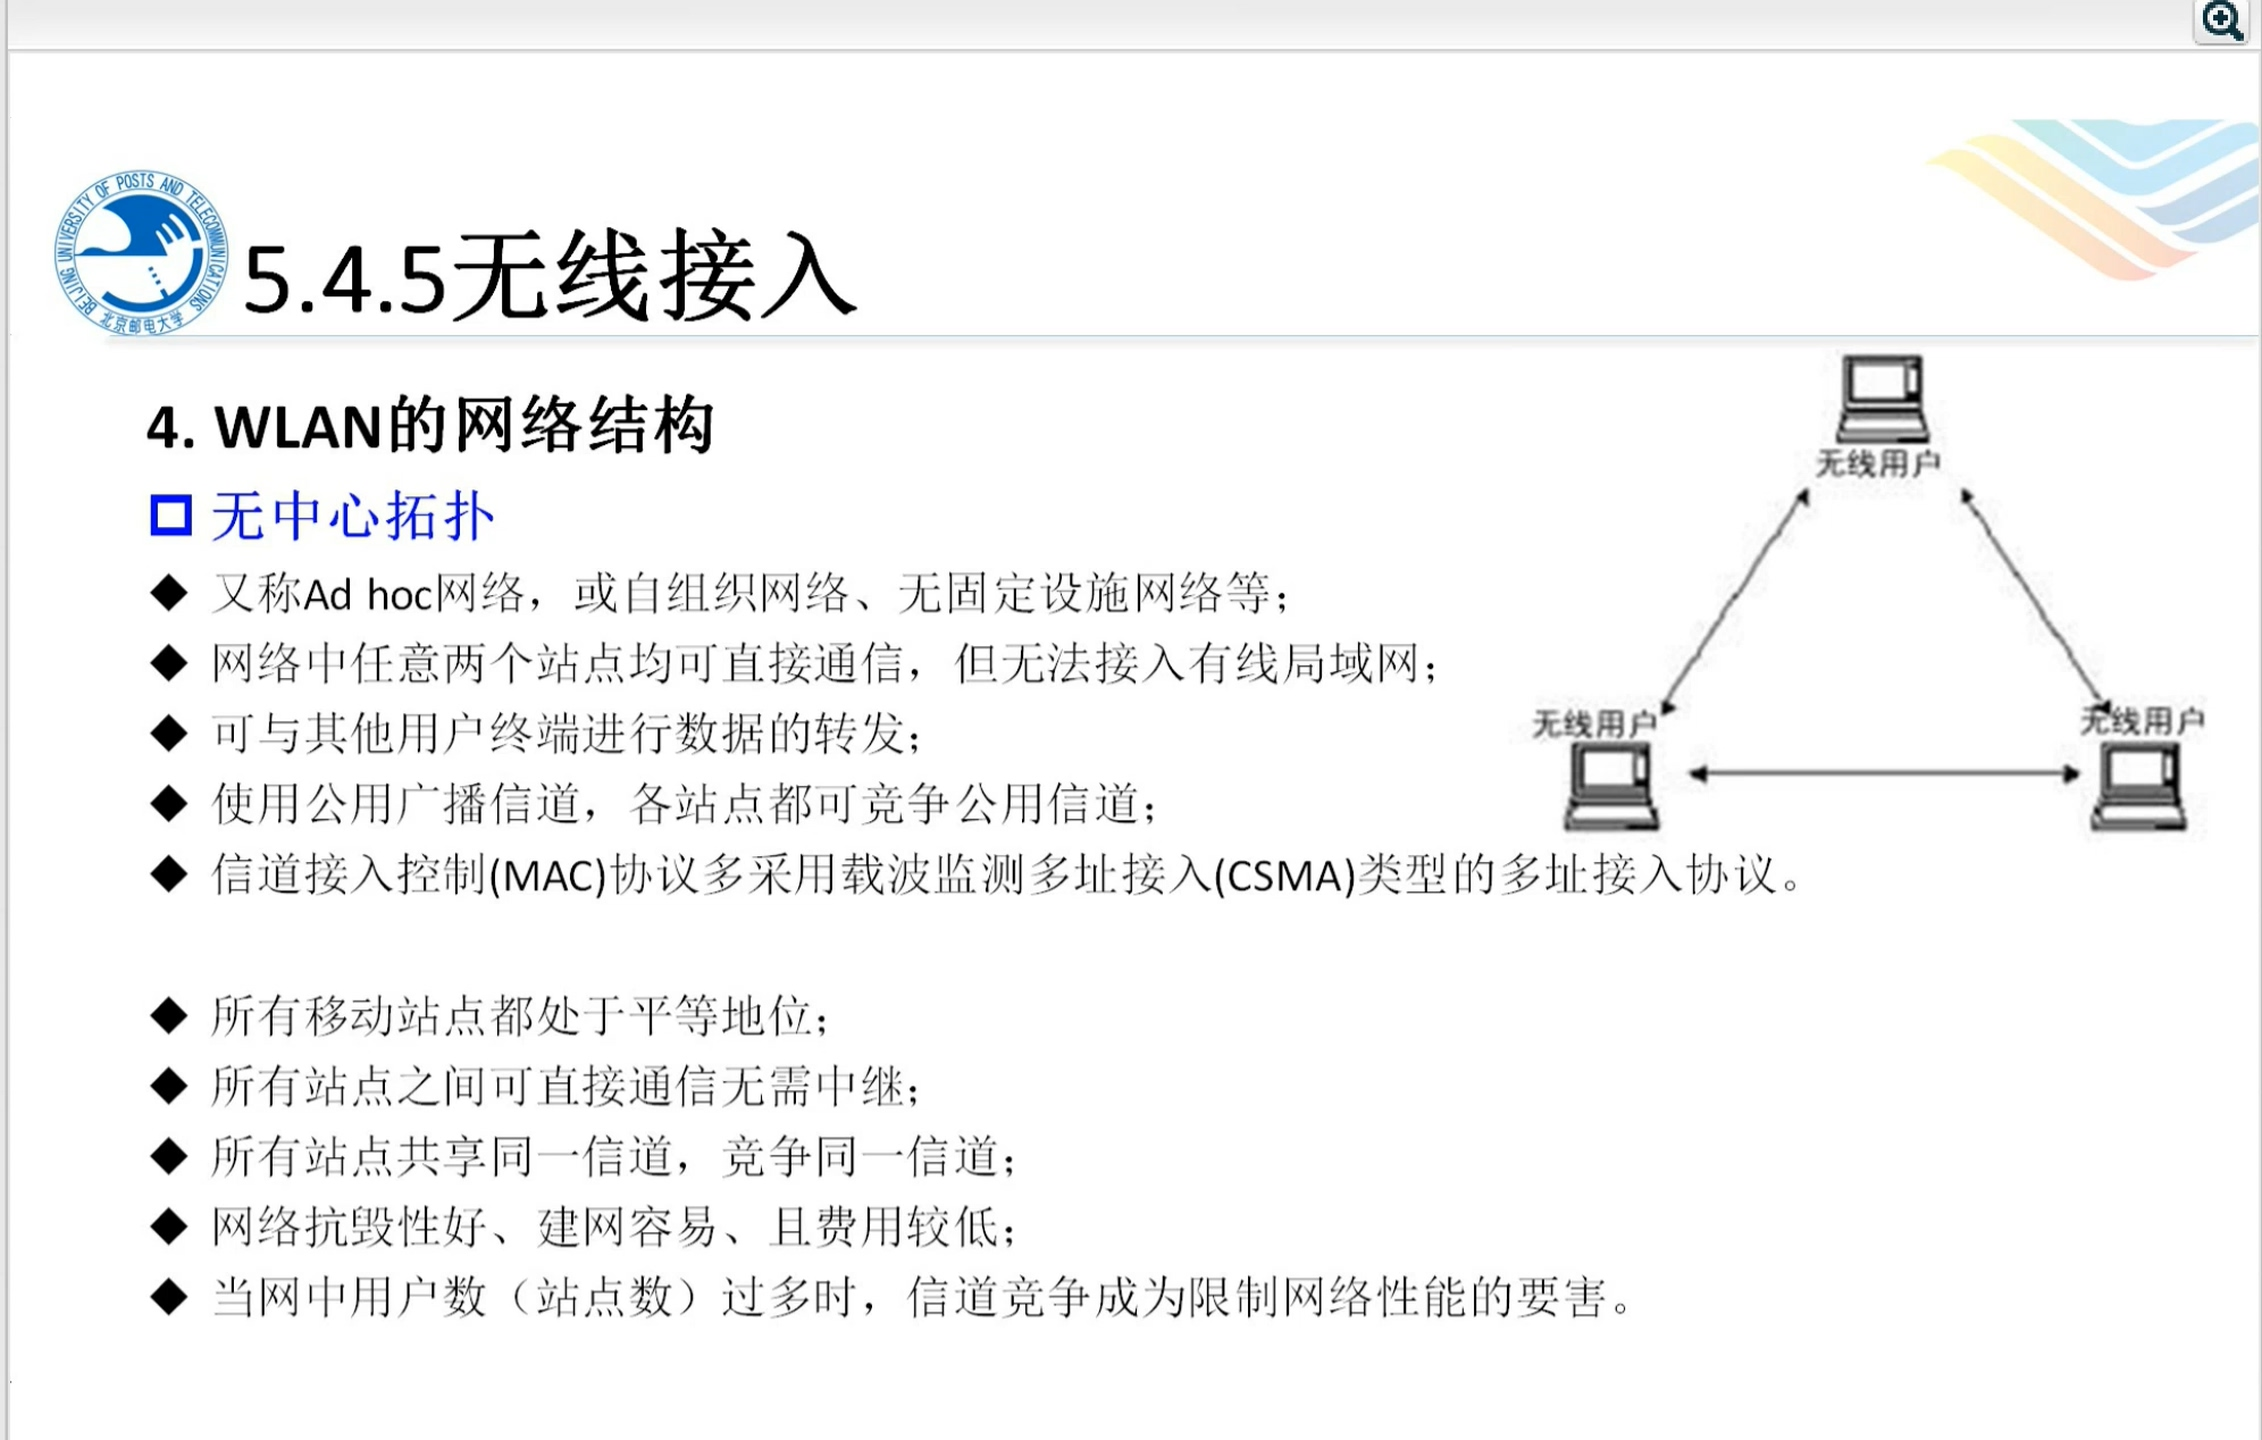 BEIJING UNIVERSITY OF POSTS AND TELECOMMUNICATIONS
北京邮电大学
5.4.5无线接入
4. WLAN的网络结构
无中心拓扑
又称Ad hoc网络，或自组织网络、无固定设施网络等；
网络中任意两个站点均可直接通信，但无法接入有线局域网；
可与其他用户终端进行数据的转发；
使用公用广播信道，各站点都可竞争公用信道；
信道接入控制(MAC)协议多采用载波监测多址接入(CSMA)类型的多址接入协议。
所有移动站点都处于平等地位；
所有站点之间可直接通信无需中继；
所有站点共享同一信道，竞争同一信道；
网络抗毁性好、建网容易、且费用较低；
当网中用户数（站点数）过多时，信道竞争成为限制网络性能的要害。
无线用户
无线用户
无线用户